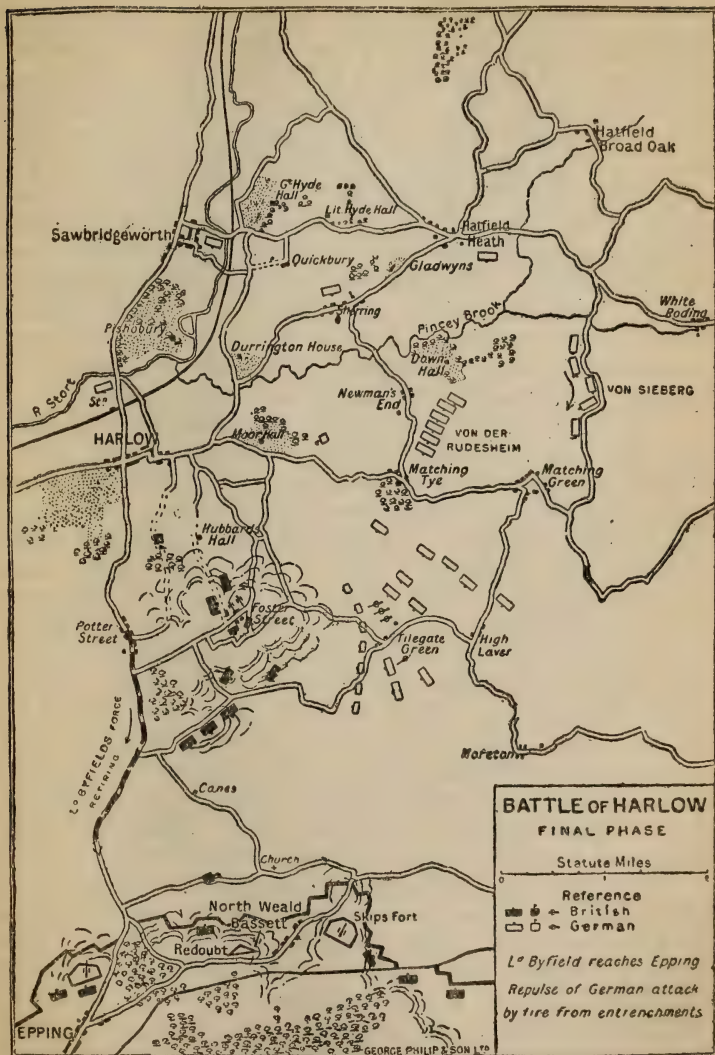 Hatfield
Broad Oak
Gt Hyde
Hall
Lit. Hyde Hall
Sawbridgeworth
Hatfield
Heath
Quickbury
Gladwyns
White
Roding
Sheering
Pishobury
Pincey Brook
Durrington House
Down
Hall
R Stort
Stn
Newman's
End
VON SIEBERG
VON DER
RUDESHEIM
HARLOW
Moor Hall
Matching
Tye
Matching
Green
Hubbards
Hall
Foster
Street
Potter
Street
Tilegate
Green
High
Laver
Moreton
Ld BYFIELDS FORCE
RETIRING
Canes
Church
North Weald
Bassett
Skips Fort
Redoubt
EPPING
BATTLE OF HARLOW
FINAL PHASE
Statute Miles
0 1
Reference
← British
← German
Ld Byfield reaches Epping
Repulse of German attack
by fire from entrenchments
GEORGE PHILIP & SON LTD